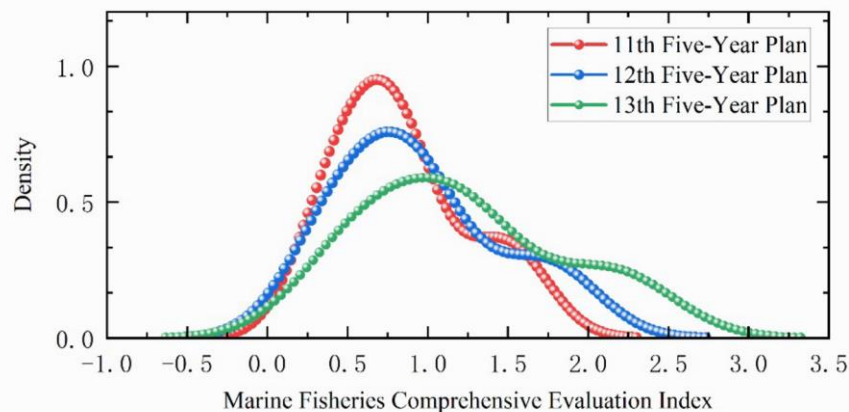 11th Five-Year Plan
12th Five-Year Plan
13th Five-Year Plan
Density
1.0
0.5
0.0
-1.0 -0.5 0.0 0.5 1.0 1.5 2.0 2.5 3.0 3.5
Marine Fisheries Comprehensive Evaluation Index